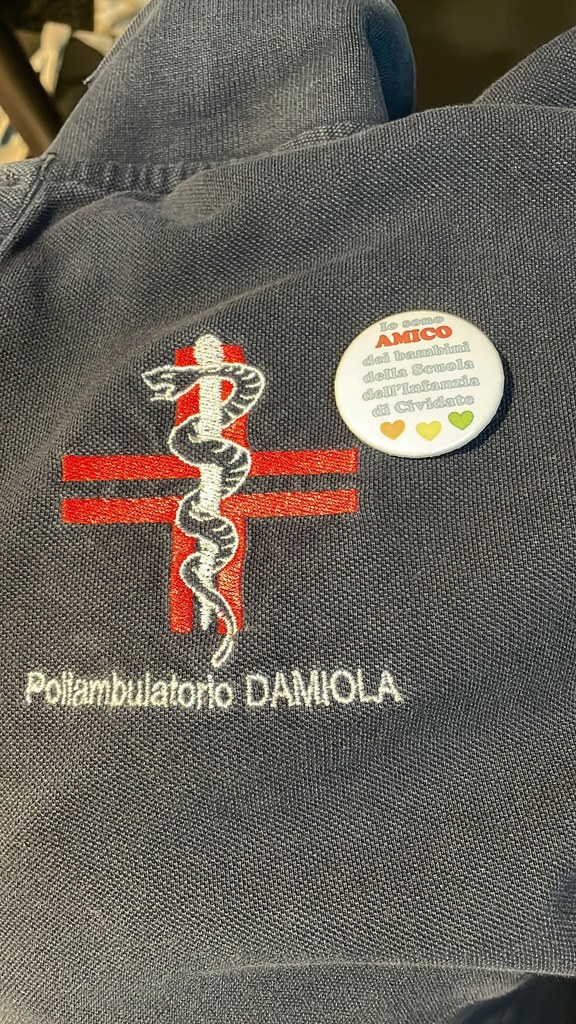 Io sono
AMICO
dei bambini
della Scuola
dell'Infanzia
di Cividate
Poliambulatorio DAMIOLA